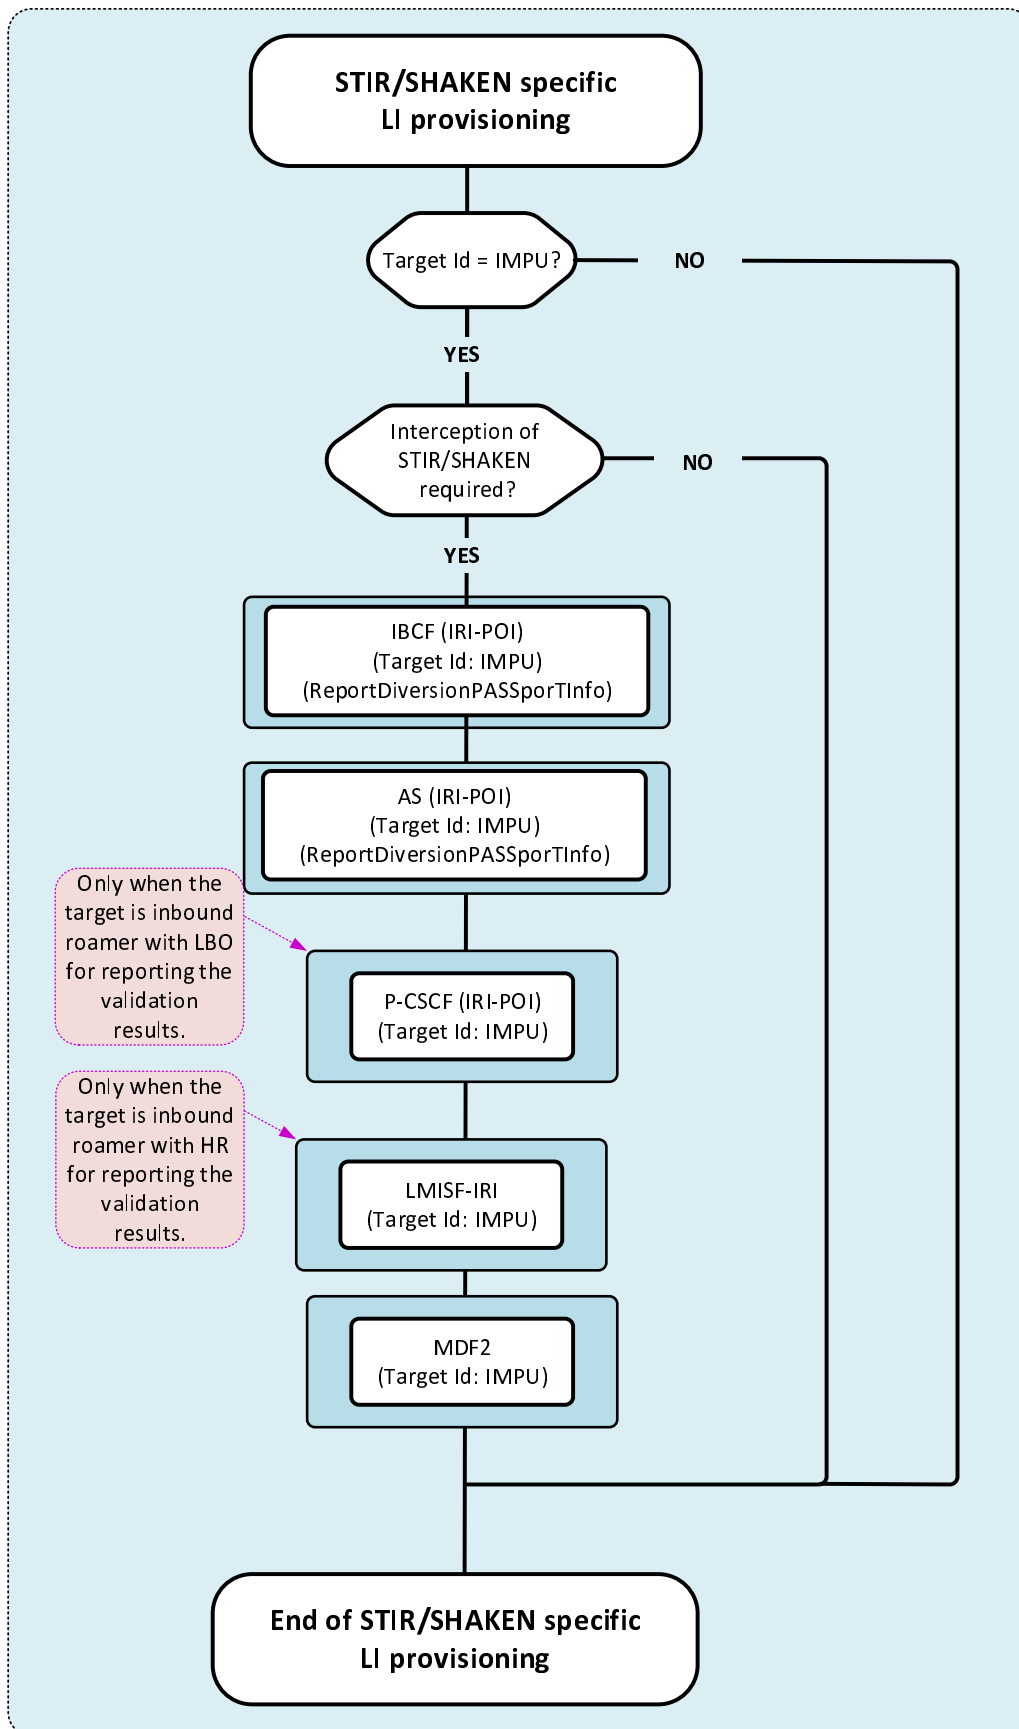 STIR/SHAKEN specific
LI provisioning
Target Id = IMPU?
NO
YES
Interception of
STIR/SHAKEN
required?
NO
YES
IBCF (IRI-POI)
(Target Id: IMPU)
(ReportDiversionPASSporTInfo)
AS (IRI-POI)
(Target Id: IMPU)
(ReportDiversionPASSporTInfo)
Only when the
target is inbound
roamer with LBO
for reporting the
validation
results.
P-CSCF (IRI-POI)
(Target Id: IMPU)
Only when the
target is inbound
roamer with HR
for reporting the
validation
results.
LMISF-IRI
(Target Id: IMPU)
MDF2
(Target Id: IMPU)
End of STIR/SHAKEN specific
LI provisioning